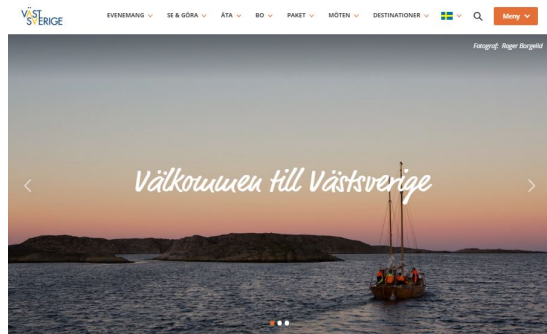 VÄST
SVERIGE
EVENEMANG
SE & GÖRA
ÄTA
BO
PAKET
MÖTEN
DESTINATIONER
Meny
Fotograf: Roger Borgelid
Välkommen till Västsverige